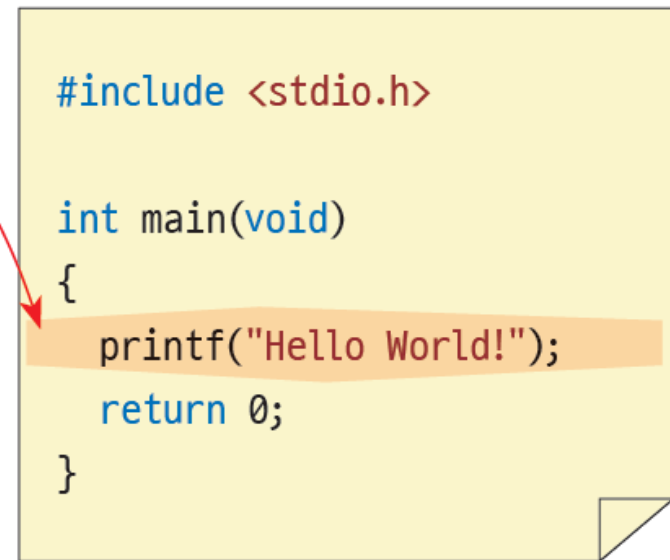 #include <stdio.h>
int main(void)
{
printf("Hello World!");
return 0;
}